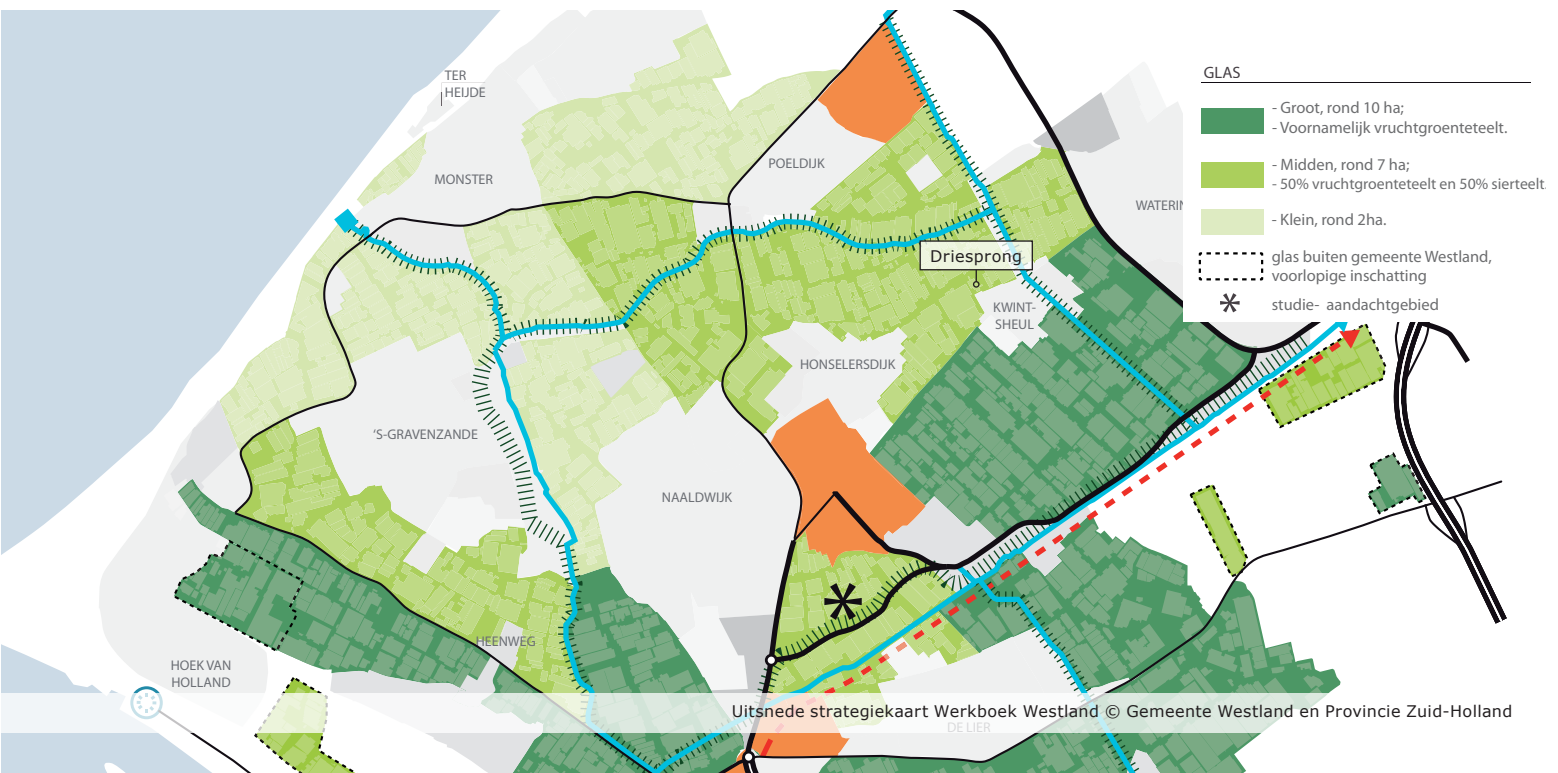 TER
HEIJDE
MONSTER
POELDIJK
Driesprong
KWINT-
SHEUL
HONSELERSDIJK
'S-GRAVENZANDE
NAALDWIJK
HEENWEG
HOEK VAN
HOLLAND
DE LIER
GLAS
- Groot, rond 10 ha;
- Voornamelijk vruchtgroenteteelt.
- Midden, rond 7 ha;
- 50% vruchtgroenteteelt en 50% sierteelt.
- Klein, rond 2ha.
glas buiten gemeente Westland,
voorlopige inschatting
studie- aandachtgebied
Uitsnede strategiekaart Werkboek Westland © Gemeente Westland en Provincie Zuid-Holland